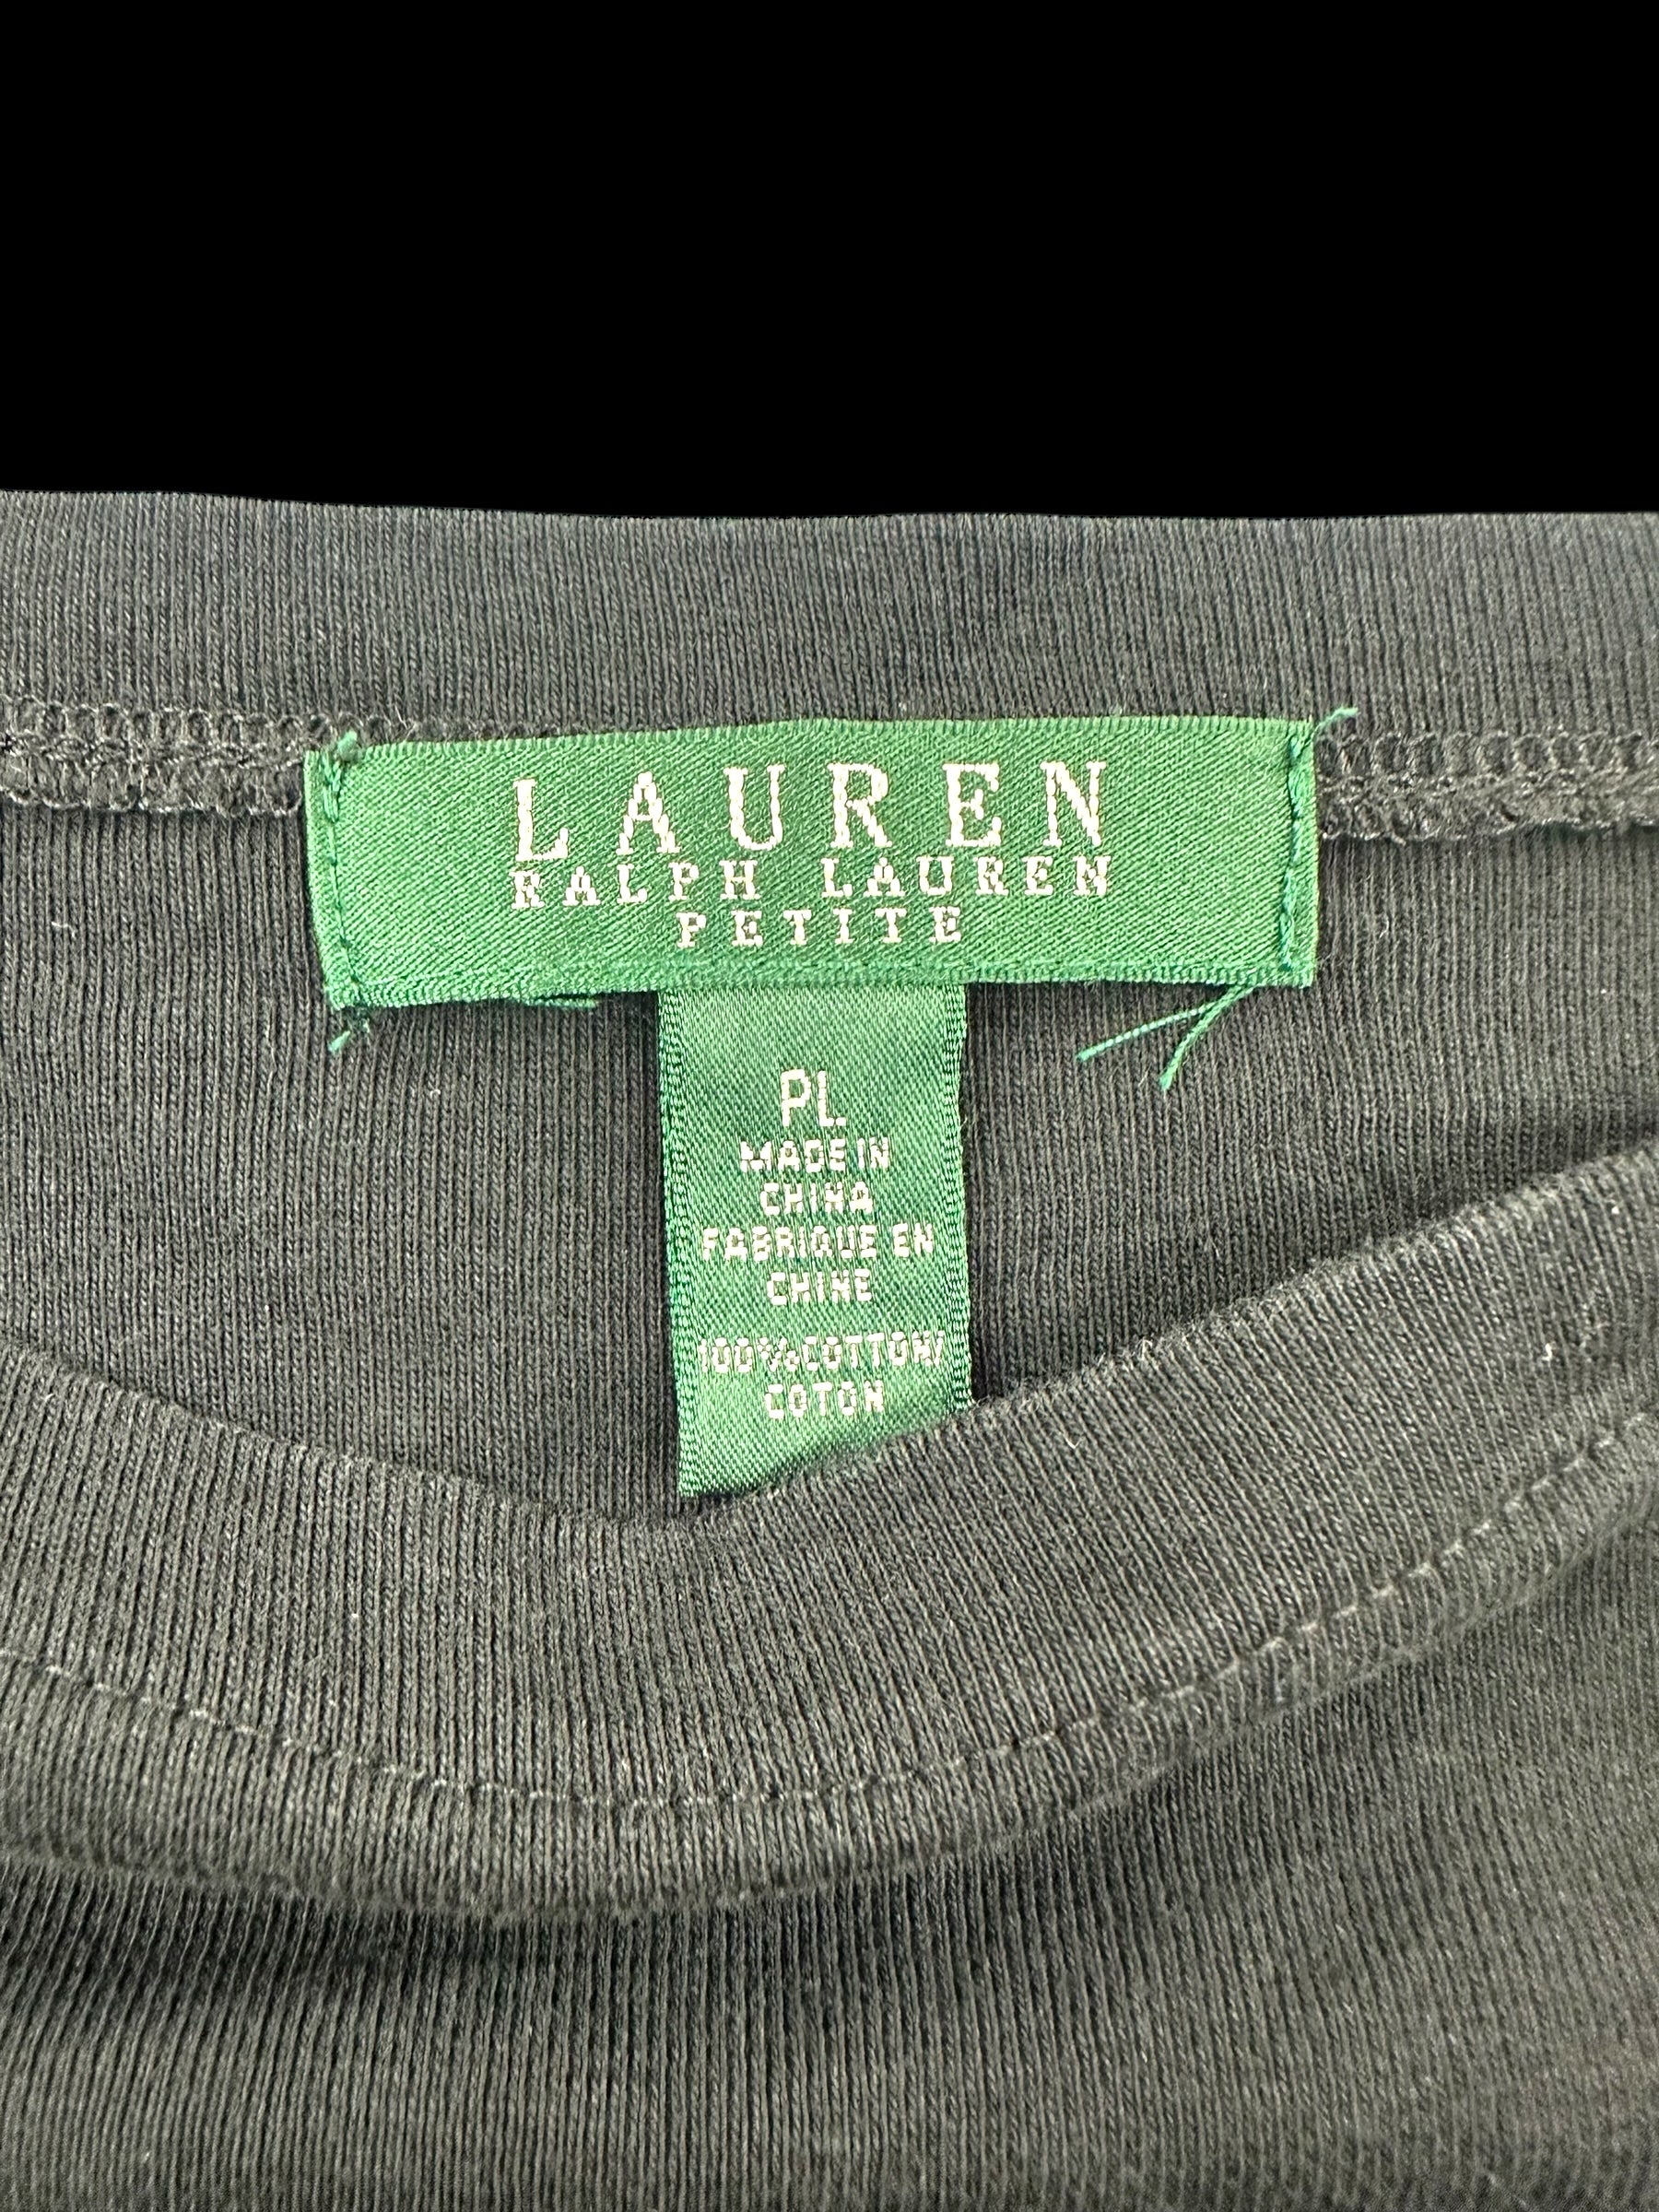 LAUREN
RALPH LAUREN
PETITE
PL
MADE IN
CHINA
FABRIQUE EN
CHINE
100% COTTON/
COTON